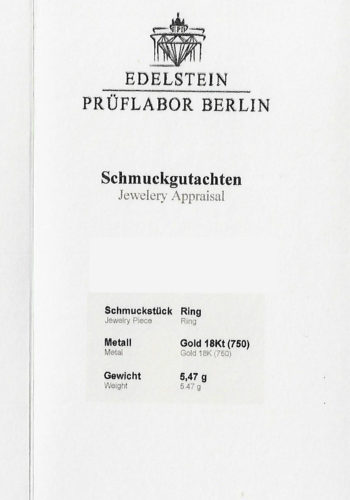 EPL
EDELSTEIN
PRÜFLABOR BERLIN
Schmuckgutachten
Jewelery Appraisal
Schmuckstück Ring
Jewelry Piece Ring
Metall Gold 18Kt (750)
Metal Gold 18K (750)
Gewicht 5,47 g
Weight 5.47 g